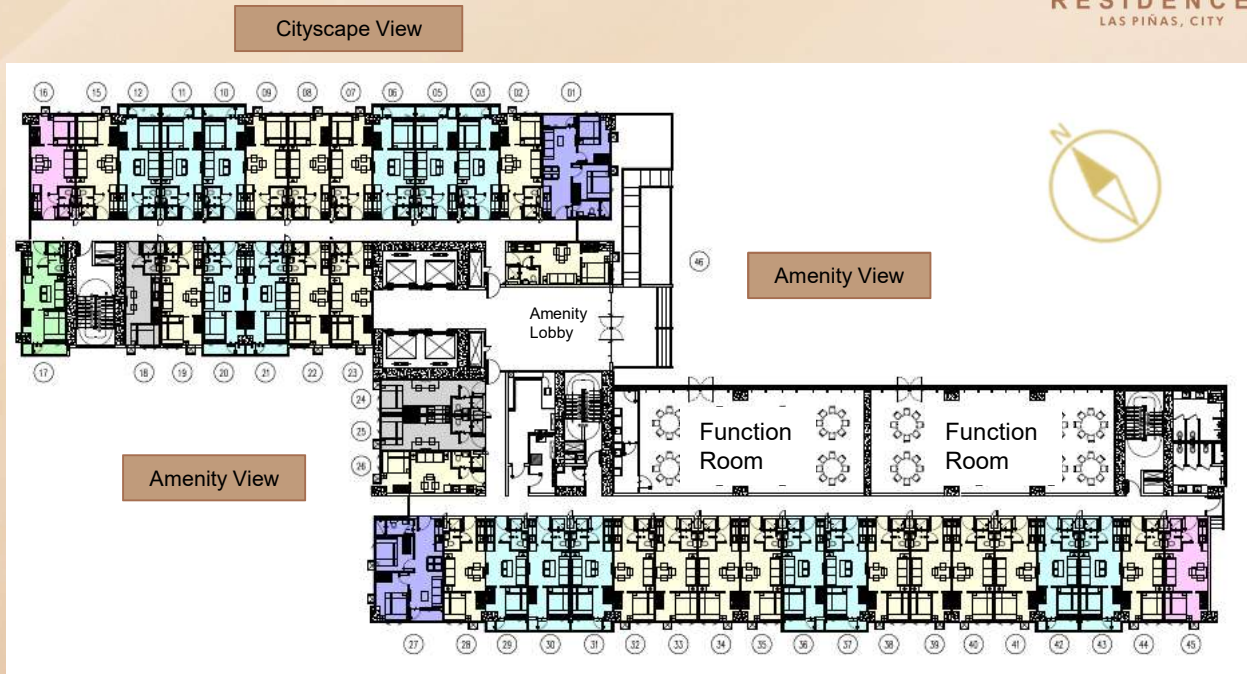 RESIDENCE
LAS PIÑAS, CITY
Cityscape View
16 15 12 11 10 09 08 07 06 05 03 02 01
N
46
Amenity View
Amenity
Lobby
17 18 19 20 21 22 23
24
25
26
Function
Room
Function
Room
Amenity View
27 28 29 30 31 32 33 34 35 36 37 38 39 40 41 42 43 44 45